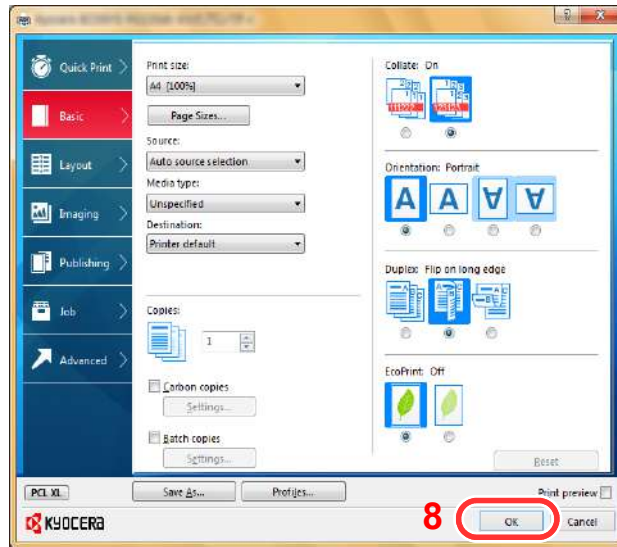 Quick Print
Basic
Layout
Imaging
Publishing
Job
Advanced
Print size:
A4 [100%]
Page Sizes...
Source:
Auto source selection
Media type:
Unspecified
Destination:
Printer default
Copies:
1
Carbon copies
Settings...
Batch copies
Settings...
Collate: On
Orientation: Portrait
A A A A
Duplex: Flip on long edge
EcoPrint: Off
Reset
PCL XL
Save As...
Profiles...
Print preview
KYOCERA
8
OK
Cancel